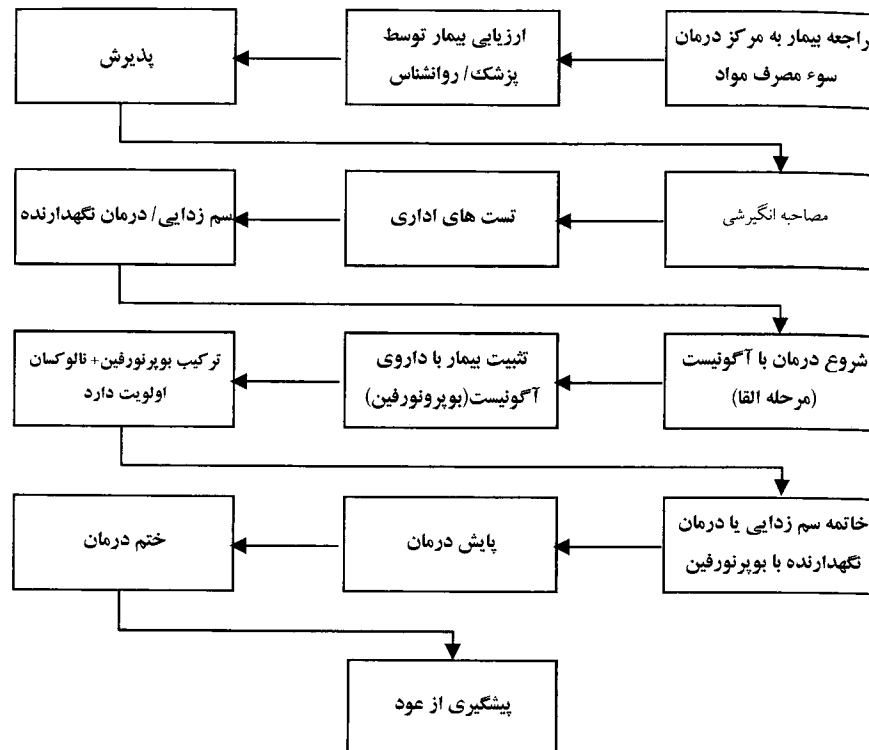 راجعه بیمار به مرکز درمان
سوء مصرف مواد
ارزیابی بیمار توسط
پزشک/ روانشناس
پذیرش
مصاحبه انگیرشی
تست های اداری
سم زدایی/ درمان نگهدارنده
شروع درمان با آگونیست
(مرحله القا)
تثبیت بیمار با داروی
آگونیست(بوپرونورفین)
ترکیب بوپرنورفین+ نالوکسان
اولویت دارد
خاتمه سم زدایی یا درمان
نگهدارنده با بوپرنورفین
پایش درمان
ختم درمان
پیشگیری از عود